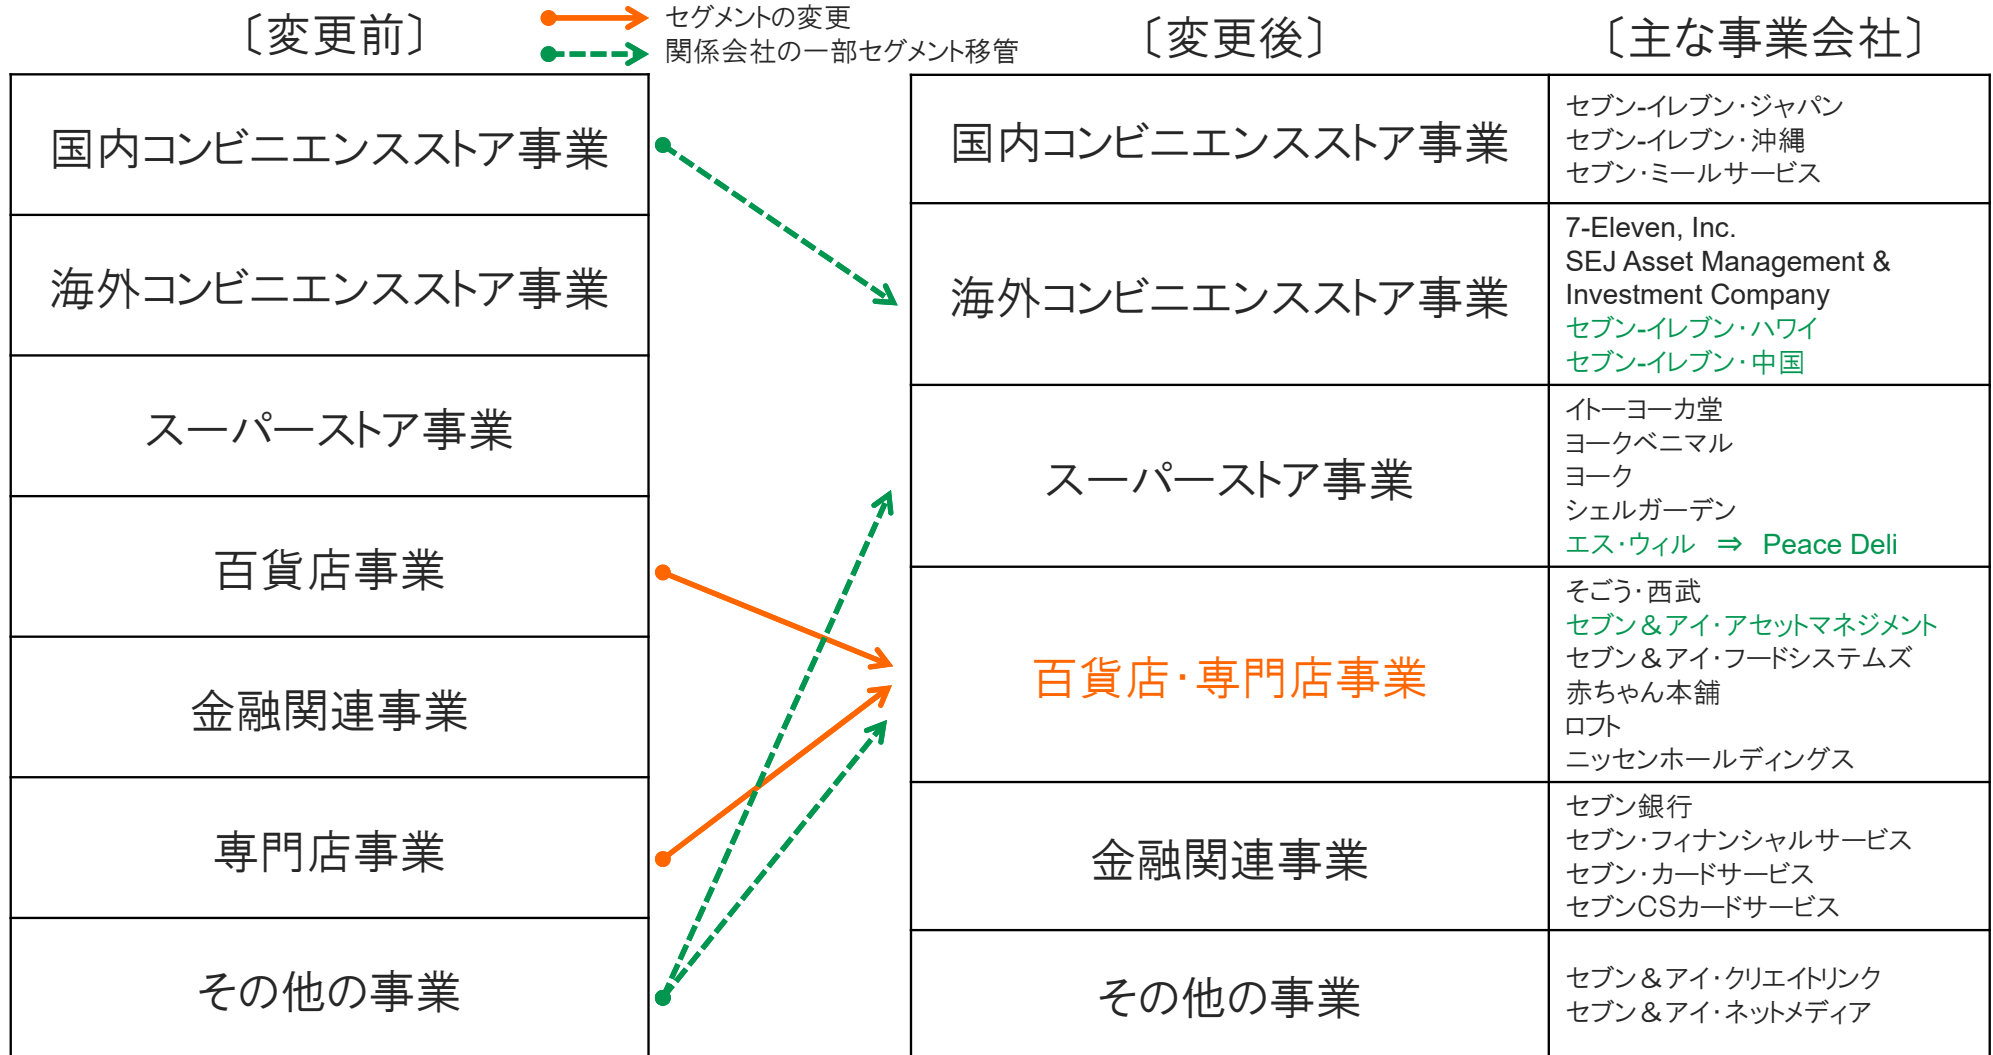 〔変更前〕
セグメントの変更
関係会社の一部セグメント移管
〔変更後〕
〔主な事業会社〕
国内コンビニエンスストア事業
海外コンビニエンスストア事業
スーパーストア事業
百貨店事業
金融関連事業
専門店事業
その他の事業
国内コンビニエンスストア事業
セブン-イレブン・ジャパン
セブン-イレブン・沖縄
セブン・ミールサービス
海外コンビニエンスストア事業
7-Eleven, Inc.
SEJ Asset Management &
Investment Company
セブン-イレブン・ハワイ
セブン-イレブン・中国
スーパーストア事業
イトーヨーカ堂
ヨークベニマル
ヨーク
シェルガーデン
エス・ウィル ⇒ Peace Deli
百貨店・専門店事業
そごう・西武
セブン＆アイ・アセットマネジメント
セブン＆アイ・フードシステムズ
赤ちゃん本舗
ロフト
ニッセンホールディングス
金融関連事業
セブン銀行
セブン・フィナンシャルサービス
セブン・カードサービス
セブンCSカードサービス
その他の事業
セブン＆アイ・クリエイトリンク
セブン＆アイ・ネットメディア